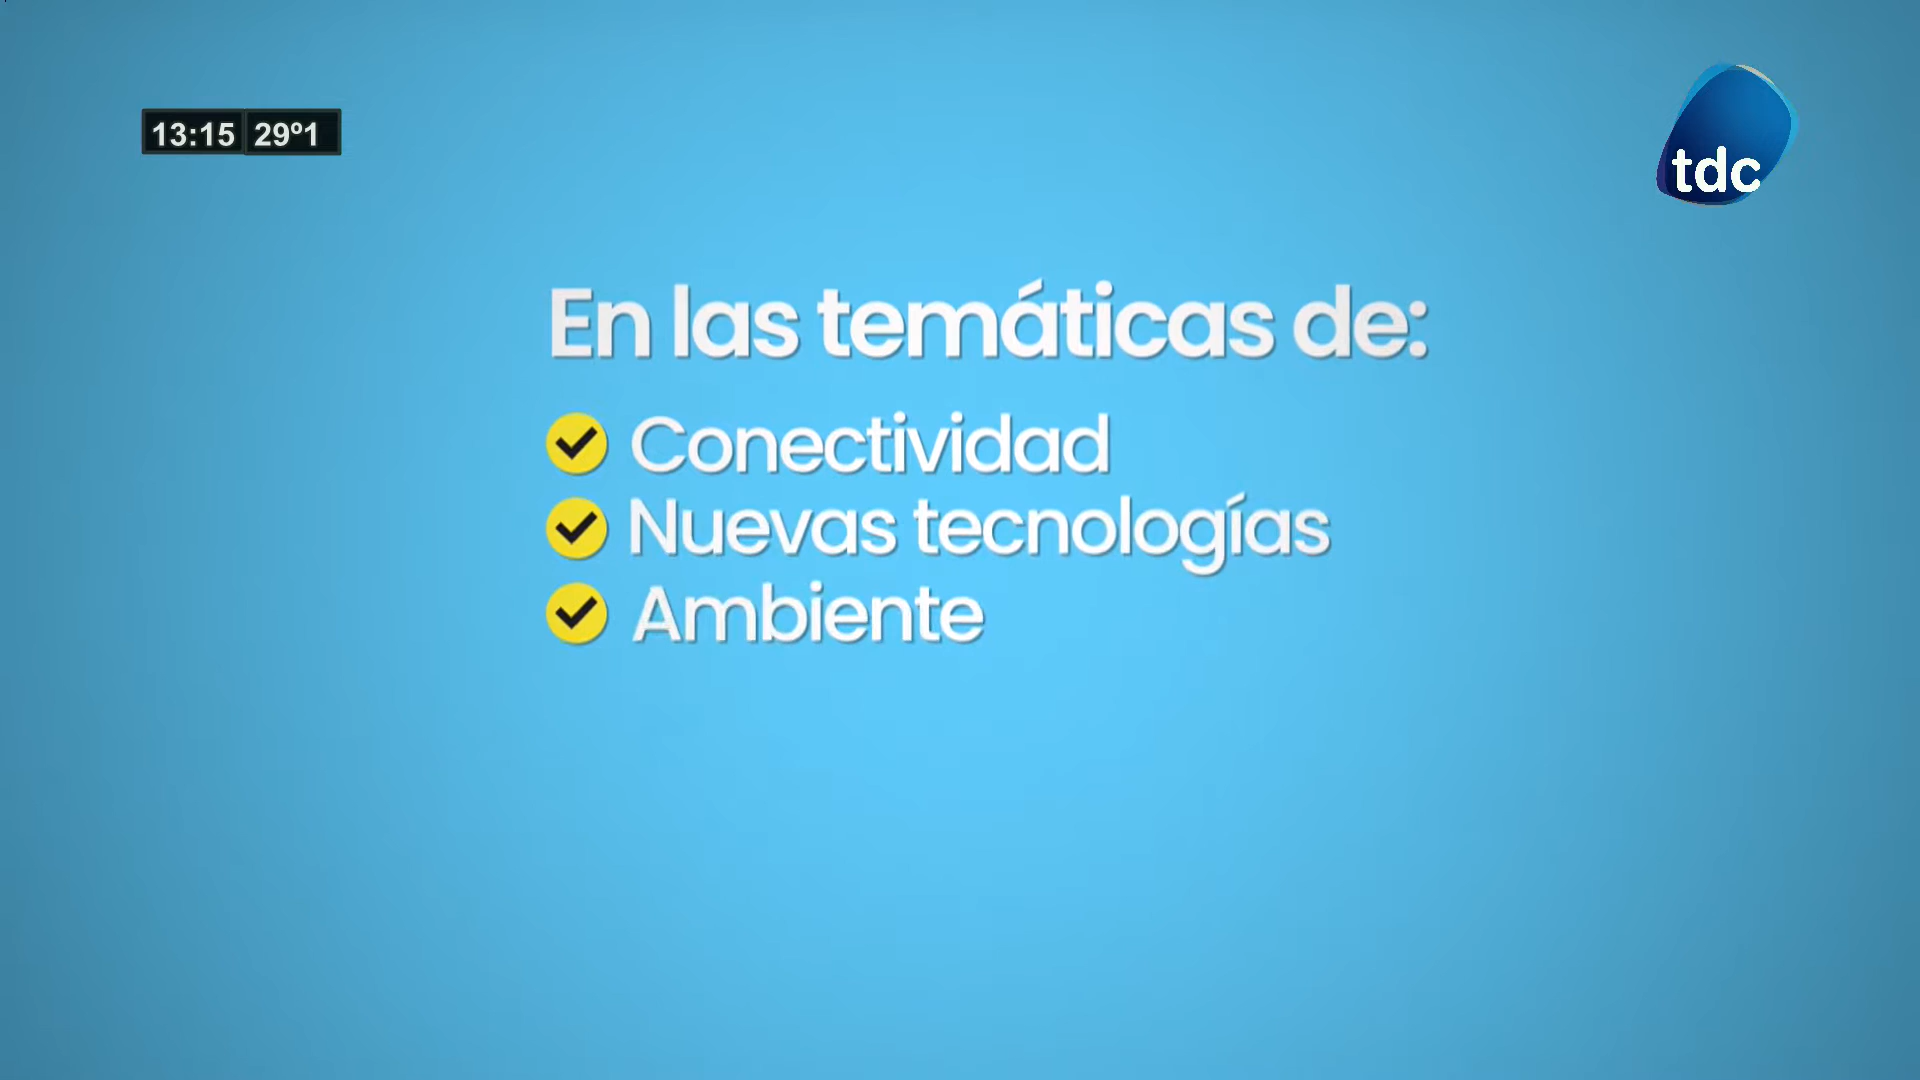 13:15 29º1
tdc
En las temáticas de:
Conectividad
Nuevas tecnologías
Ambiente